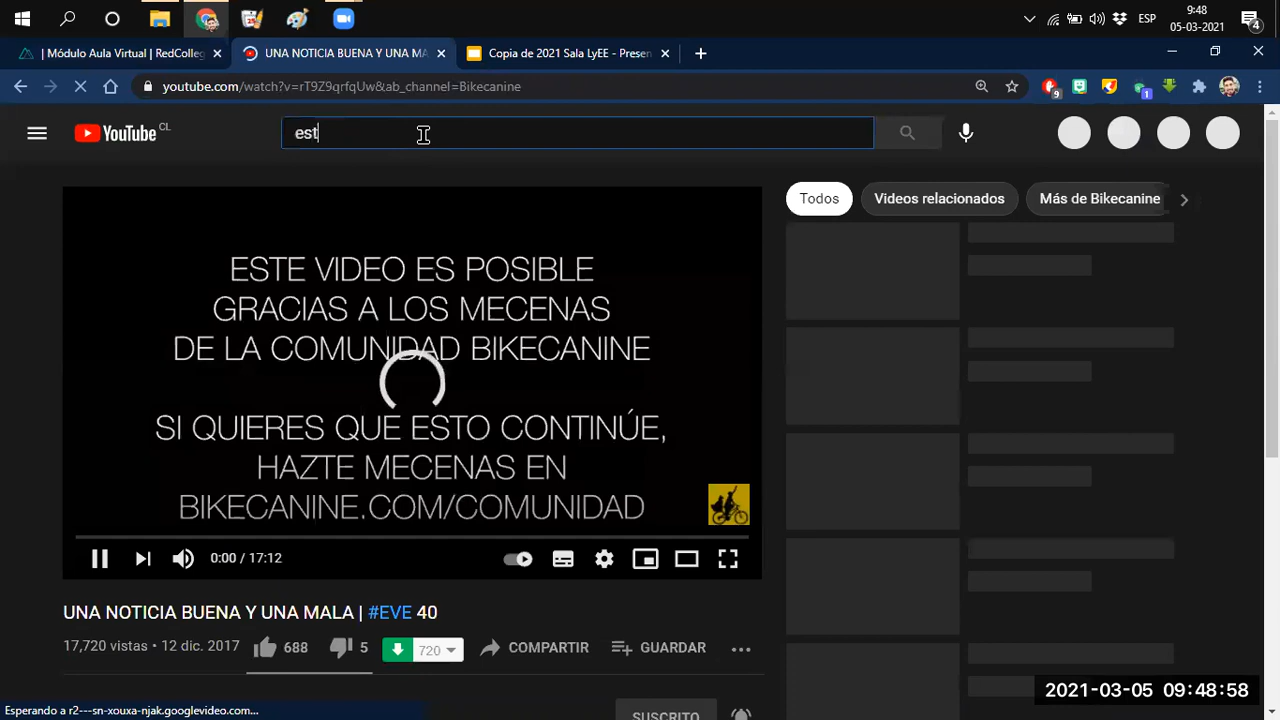 9:48
ESP
05-03-2021
4
| Módulo Aula Virtual | RedColleg
UNA NOTICIA BUENA Y UNA MA
Copia de 2021 Sala LyEE - Presen
youtube.com/watch?v=rT9Z9qrfqUw&ab_channel=Bikecanine
9
1
YouTube CL
est
Todos
Videos relacionados
Más de Bikecanine
ESTE VIDEO ES POSIBLE
GRACIAS A LOS MECENAS
DE LA COMUNIDAD BIKECANINE
SI QUIERES QUE ESTO CONTINÚE,
HAZTE MECENAS EN
BIKECANINE.COM/COMUNIDAD
0:00 / 17:12
UNA NOTICIA BUENA Y UNA MALA | #EVE 40
17,720 vistas • 12 dic. 2017
688
5
720
COMPARTIR
GUARDAR
SUSCRITO
2021-03-05 09:48:58
Esperando a r2---sn-xouxa-njak.googlevideo.com...